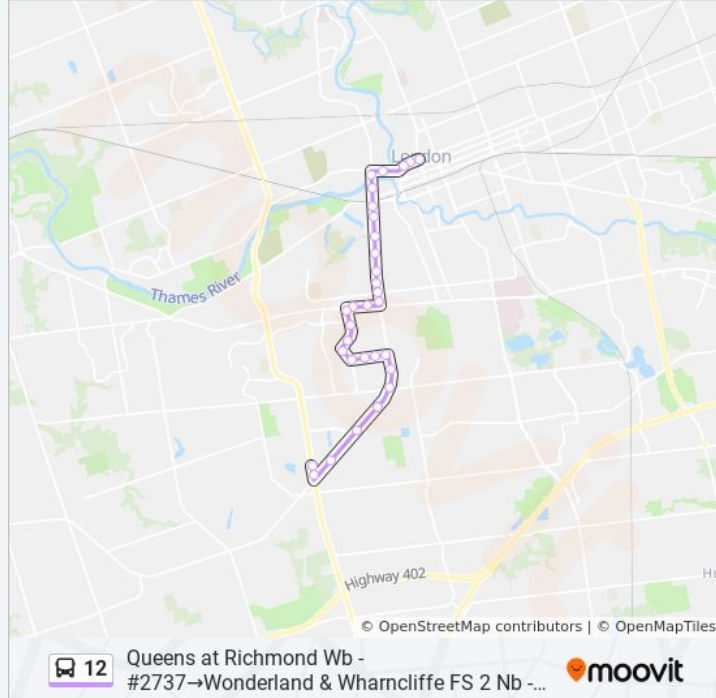 London
Thames River
Highway 402
© OpenStreetMap contributors | © OpenMapTiles
12
Queens at Richmond Wb -
#2737→Wonderland & Wharncliffe FS 2 Nb -...
moovit